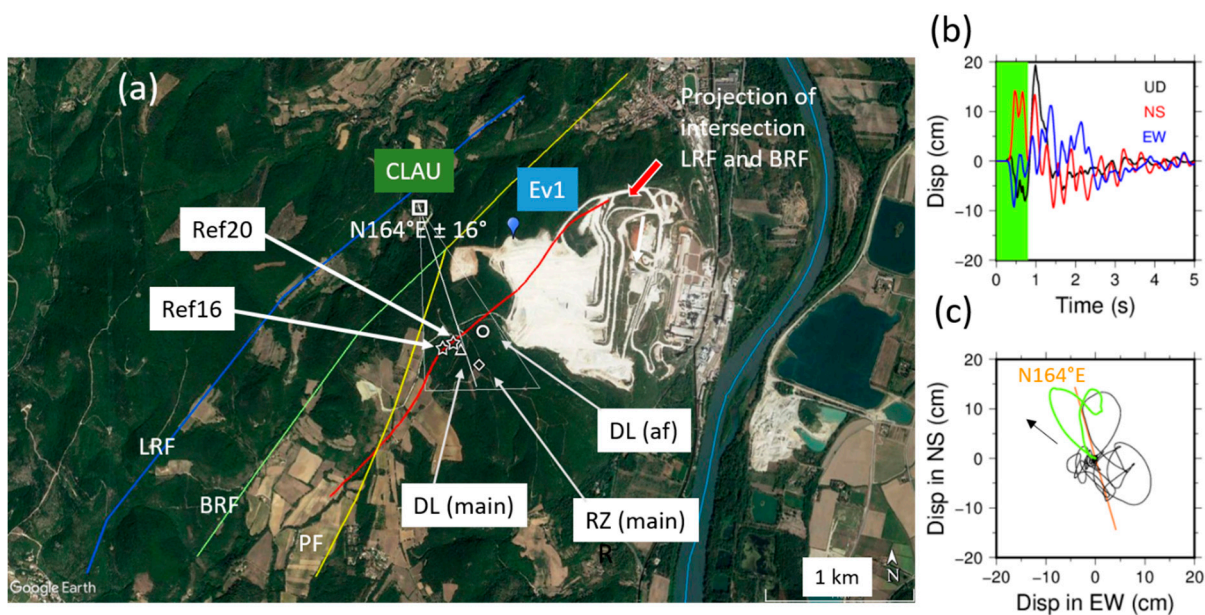 (a)
Projection of
intersection
LRF and BRF
CLAU
Ev1
N164°E ± 16°
Ref20
Ref16
LRF
BRF
PF
DL (af)
DL (main)
RZ (main)
R
Google Earth
1 km
N
(b)
Disp (cm)
20
10
0
−10
−20
UD
NS
EW
0 1 2 3 4 5
Time (s)
(c)
Disp in NS (cm)
20
10
0
−10
−20
N164°E
−20 −10 0 10 20
Disp in EW (cm)